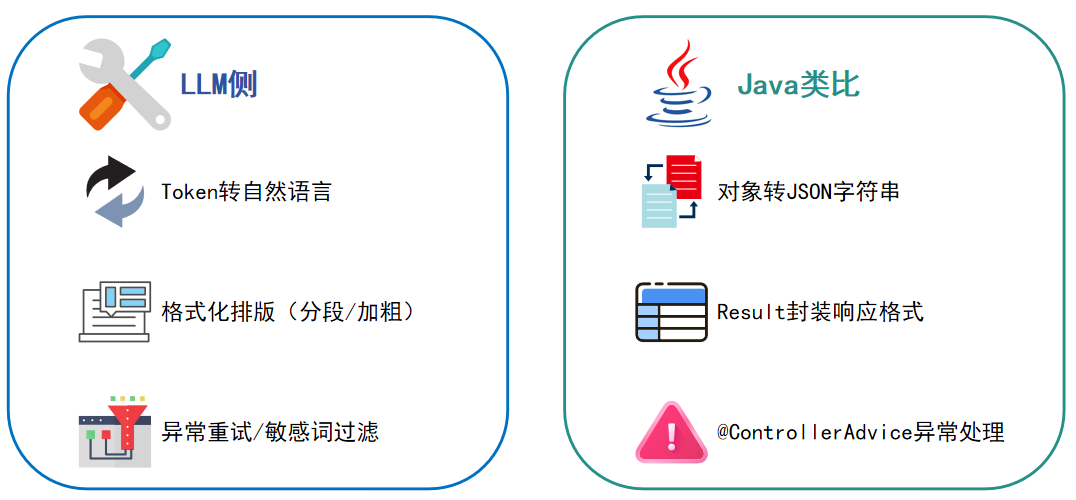 LLM侧
Token转自然语言
格式化排版（分段/加粗）
异常重试/敏感词过滤
Java类比
对象转JSON字符串
Result封装响应格式
@ControllerAdvice异常处理